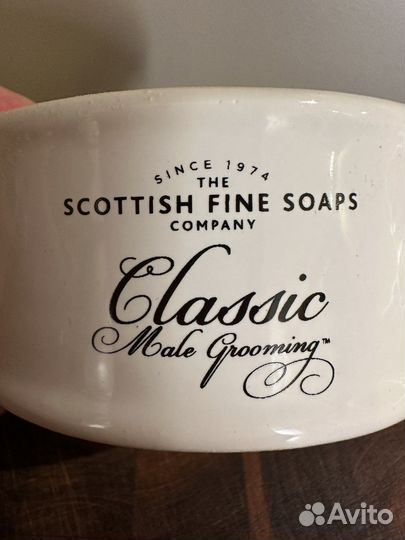 SINCE 1974
THE
SCOTTISH FINE SOAPS
COMPANY
Classic
Male Grooming™
Avito